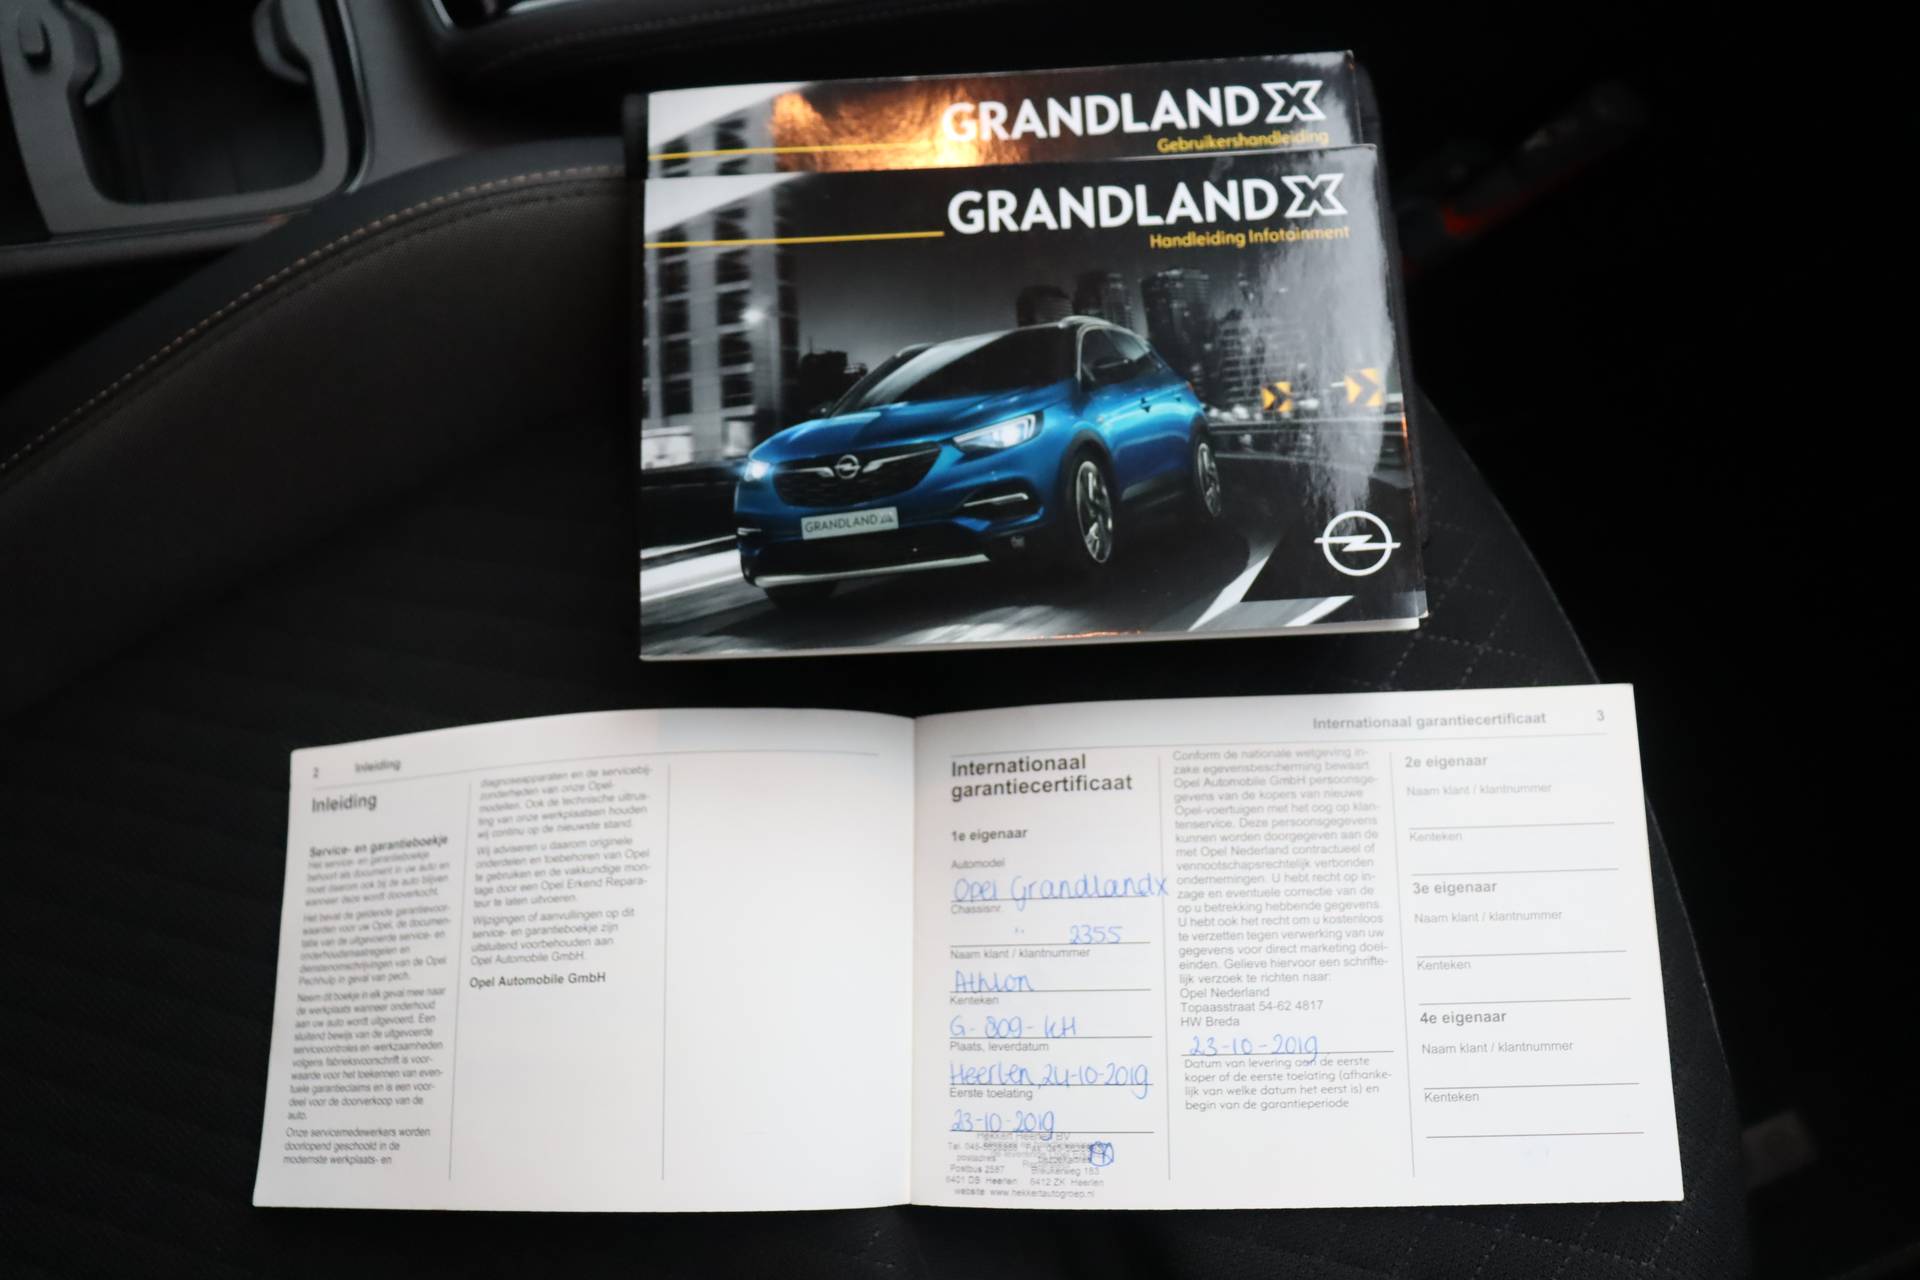 GRANDLAND X
Gebruikershandleiding
GRANDLAND X
Handleiding Infotainment
GRANDLAND X
2 Inleiding
Inleiding
Service- en garantieboekje
Het service- en garantieboekje
behoort als document in uw auto en
moet daarom ook bij de auto blijven
wanneer deze wordt doorverkocht.
Het bevat de geldende garantievoor-
waarden voor uw Opel, de documen-
tatie van de uitgevoerde service- en
onderhoudsmaatregelen en
dienstenomschrijvingen van de Opel
Pechhulp in geval van pech.
Neem dit boekje in elk geval mee naar
de werkplaats wanneer onderhoud
aan uw auto wordt uitgevoerd. Een
sluitend bewijs van de uitgevoerde
servicecontroles en -werkzaamheden
volgens fabrieksvoorschrift is voor-
waarde voor het toekennen van even-
tuele garantieclaims en is een voor-
deel voor de doorverkoop van de
auto.
Onze servicemedewerkers worden
doorlopend geschoold in de
modernste werkplaats- en
diagnoseapparaten en de servicebij-
zonderheden van onze Opel-
modellen. Ook de technische uitrus-
ting van onze werkplaatsen houden
wij continu op de nieuwste stand.
Wij adviseren u daarom originele
onderdelen en toebehoren van Opel
te gebruiken en de vakkundige mon-
tage door een Opel Erkend Repara-
teur te laten uitvoeren.
Wijzigingen of aanvullingen op dit
service- en garantieboekje zijn
uitsluitend voorbehouden aan
Opel Automobile GmbH.
Opel Automobile GmbH
Internationaal garantiecertificaat 3
Internationaal
garantiecertificaat
1e eigenaar
Automodel
Opel Grandlandx
Chassisnr.
" 2355
Naam klant / klantnummer
Athlon
Kenteken
G-809-KH
Plaats, leverdatum
Heerlen, 24-10-2019
Eerste toelating
23-10-2019
Hekkert Heerlen BV
postadres bezoekadres
Postbus 2587 Breukerweg 183
6401 DB Heerlen 6412 ZK Heerlen
website: www.hekkertautogroep.nl
Conform de nationale wetgeving in-
zake egevensbescherming bewaart
Opel Automobile GmbH persoonsge-
gevens van de kopers van nieuwe
Opel-voertuigen met het oog op klan-
tenservice. Deze persoonsgegevens
kunnen worden doorgegeven aan de
met Opel Nederland contractueel of
vennootschapsrechtelijk verbonden
ondernemingen. U hebt recht op in-
zage en eventuele correctie van de
op u betrekking hebbende gegevens.
U hebt ook het recht om u kostenloos
te verzetten tegen verwerking van uw
gegevens voor direct marketing doel-
einden. Gelieve hiervoor een schrifte-
lijk verzoek te richten naar:
Opel Nederland
Topaasstraat 54-62 4817
HW Breda
23-10-2019
Datum van levering aan de eerste
koper of de eerste toelating (afhanke-
lijk van welke datum het eerst is) en
begin van de garantieperiode
2e eigenaar
Naam klant / klantnummer
Kenteken
3e eigenaar
Naam klant / klantnummer
Kenteken
4e eigenaar
Naam klant / klantnummer
Kenteken